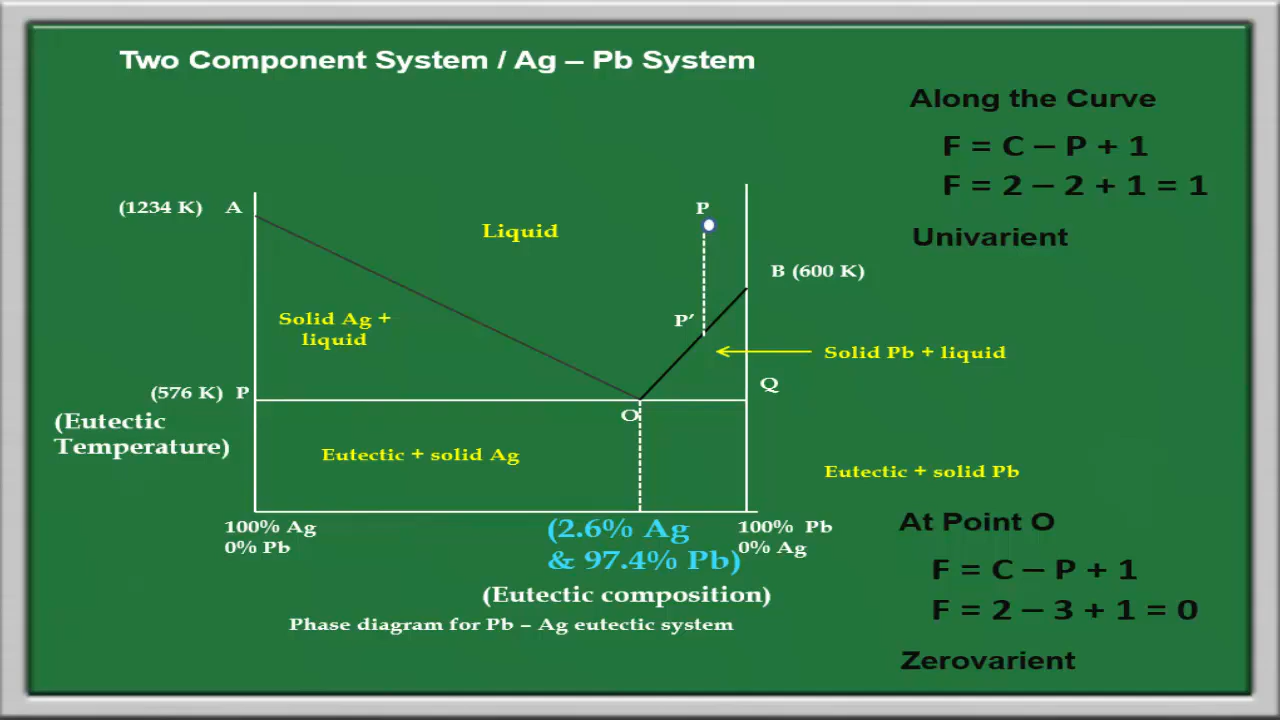 Two Component System / Ag – Pb System
Along the Curve
F = C – P + 1
F = 2 – 2 + 1 = 1
Univarient
(1234 K) A
Liquid
P
B (600 K)
Solid Ag +
liquid
P′
Solid Pb + liquid
(576 K) P
Q
(Eutectic
Temperature)
O
Eutectic + solid Ag
Eutectic + solid Pb
100% Ag
0% Pb
(2.6% Ag
& 97.4% Pb)
100% Pb
0% Ag
(Eutectic composition)
Phase diagram for Pb – Ag eutectic system
At Point O
F = C – P + 1
F = 2 – 3 + 1 = 0
Zerovarient